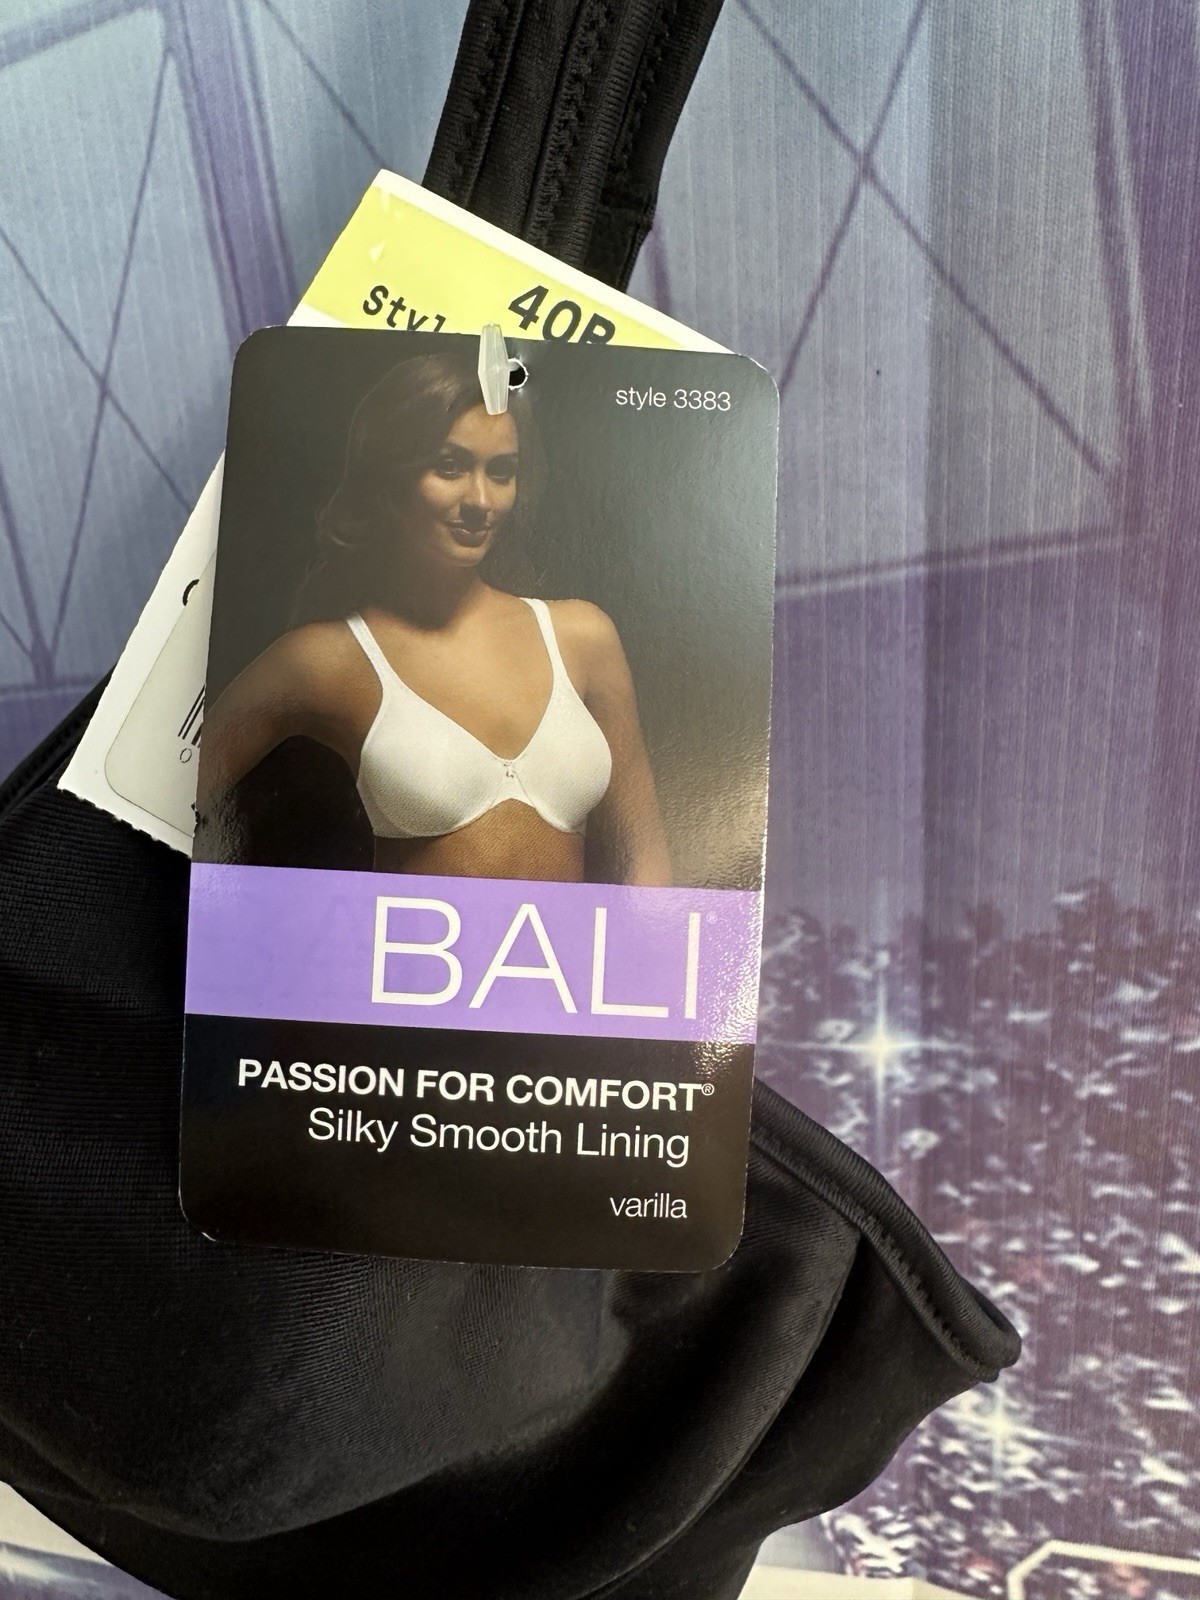 40B
style 3383
BALI®
PASSION FOR COMFORT®
Silky Smooth Lining
varilla